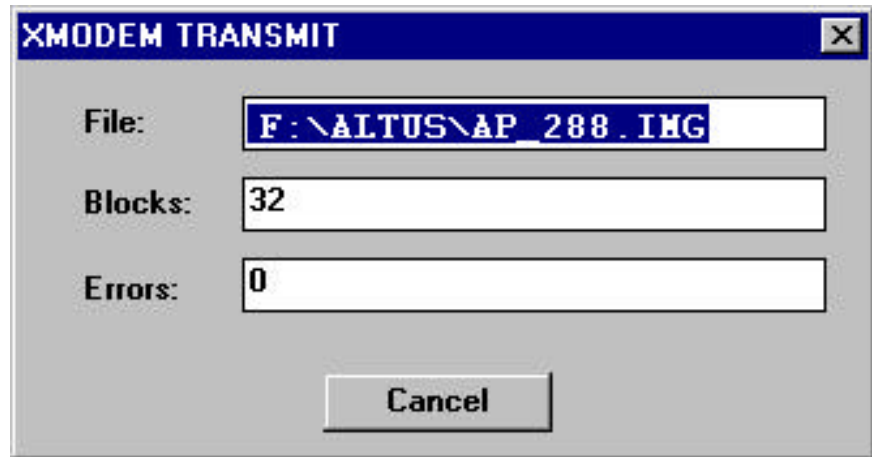 XMODEM TRANSMIT
File: F:\ALTUS\AP_288.IMG
Blocks: 32
Errors: 0
Cancel